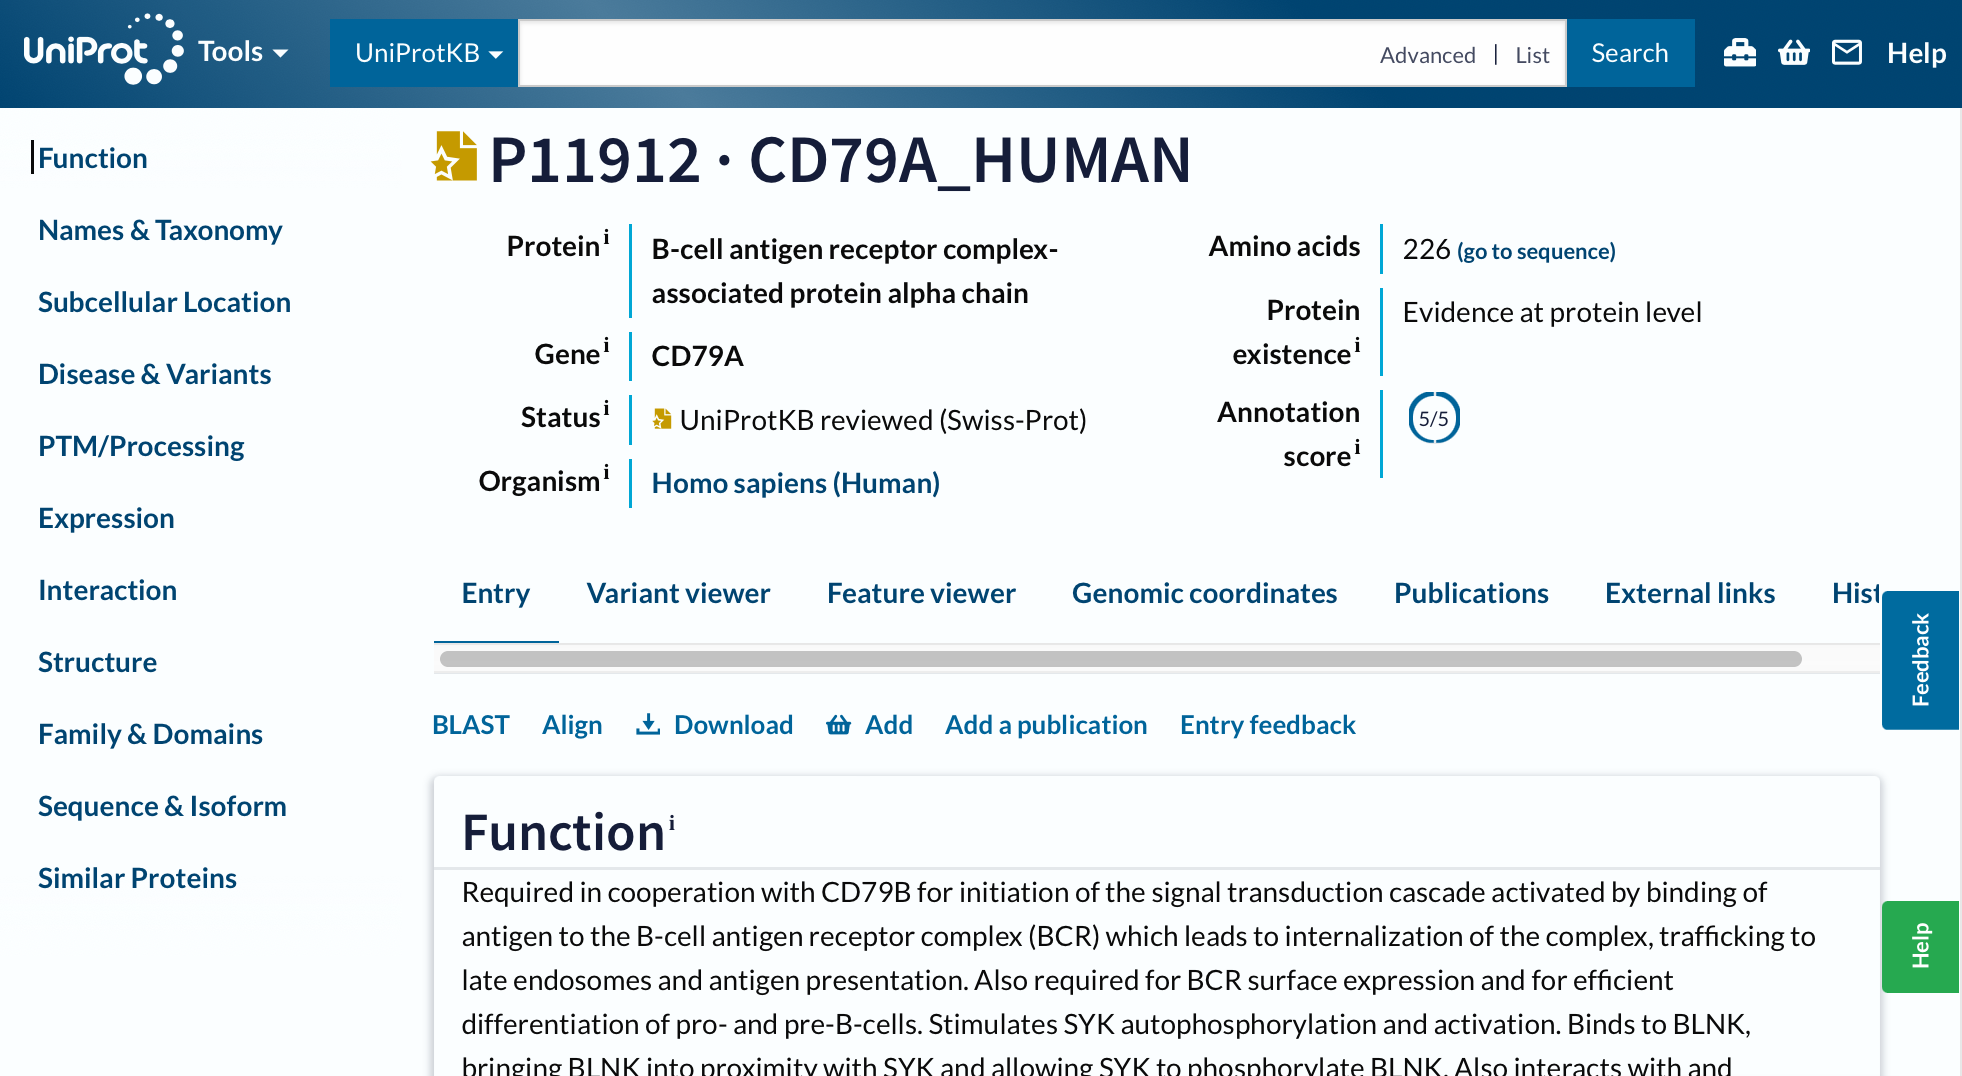 UniProt Tools UniProtKB Advanced | List Search Help
Function
Names & Taxonomy
Subcellular Location
Disease & Variants
PTM/Processing
Expression
Interaction
Structure
Family & Domains
Sequence & Isoform
Similar Proteins
P11912 · CD79A_HUMAN
Protein i B-cell antigen receptor complex-
associated protein alpha chain
Gene i CD79A
Status i UniProtKB reviewed (Swiss-Prot)
Organism i Homo sapiens (Human)
Amino acids 226 (go to sequence)
Protein
existence i Evidence at protein level
Annotation
score i 5/5
Entry Variant viewer Feature viewer Genomic coordinates Publications External links Hist
BLAST Align Download Add Add a publication Entry feedback
Function i
Required in cooperation with CD79B for initiation of the signal transduction cascade activated by binding of
antigen to the B-cell antigen receptor complex (BCR) which leads to internalization of the complex, trafficking to
late endosomes and antigen presentation. Also required for BCR surface expression and for efficient
differentiation of pro- and pre-B-cells. Stimulates SYK autophosphorylation and activation. Binds to BLNK,
bringing BLNK into proximity with SYK and allowing SYK to phosphorylate BLNK. Also interacts with and
Feedback
Help